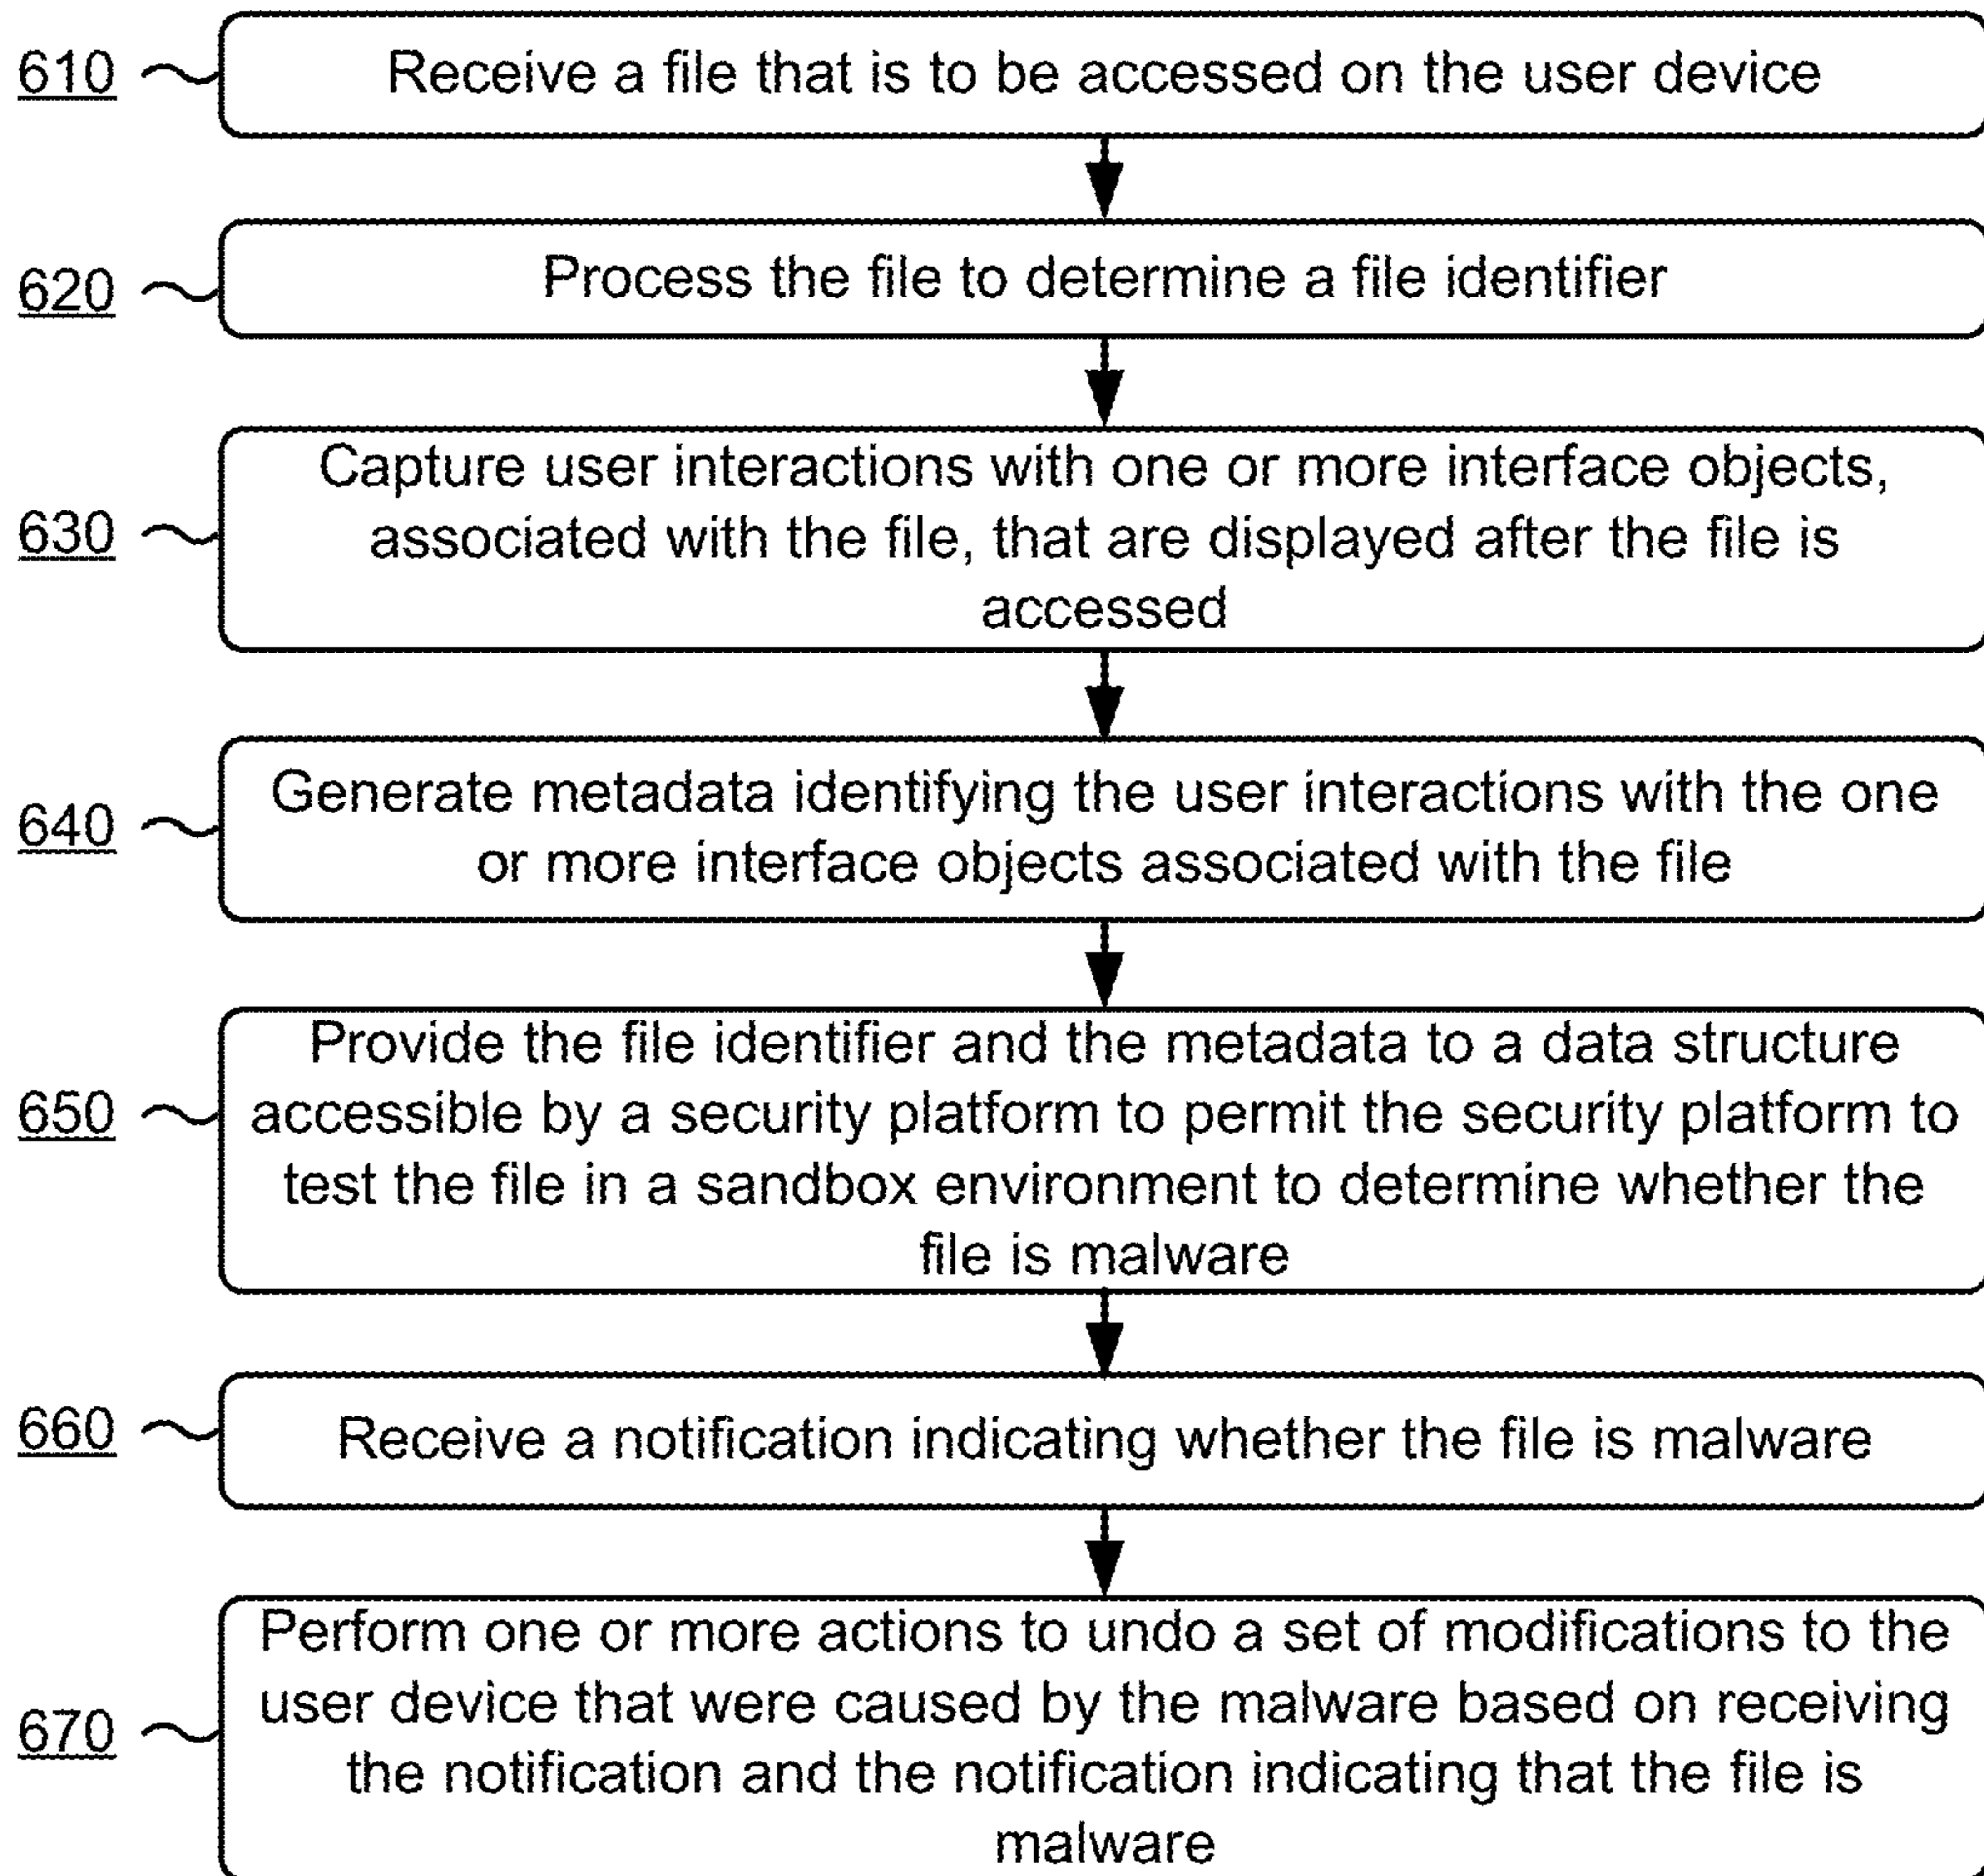 610
Receive a file that is to be accessed on the user device
620
Process the file to determine a file identifier
630
Capture user interactions with one or more interface objects,
associated with the file, that are displayed after the file is
accessed
640
Generate metadata identifying the user interactions with the one
or more interface objects associated with the file
650
Provide the file identifier and the metadata to a data structure
accessible by a security platform to permit the security platform to
test the file in a sandbox environment to determine whether the
file is malware
660
Receive a notification indicating whether the file is malware
670
Perform one or more actions to undo a set of modifications to the
user device that were caused by the malware based on receiving
the notification and the notification indicating that the file is
malware